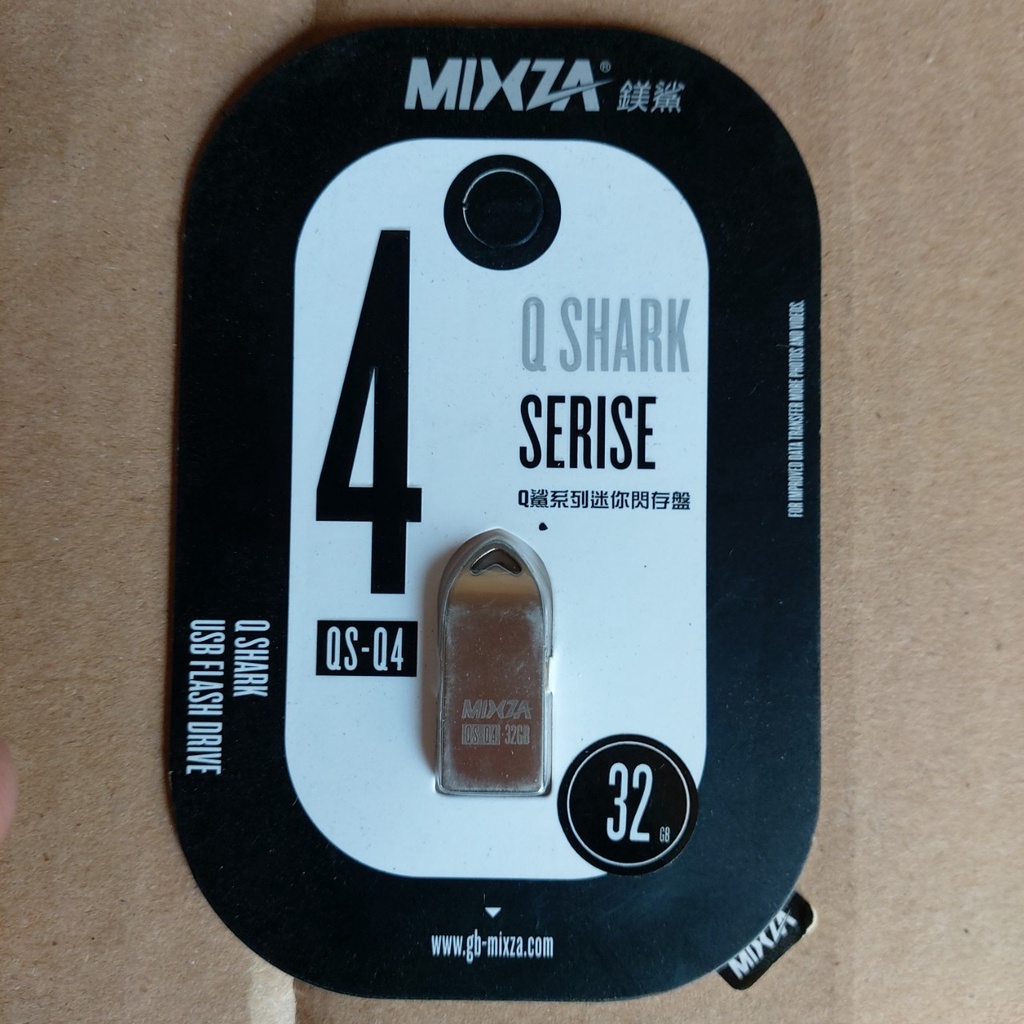 MIXZA® 鎂鯊
4
Q SHARK
SERISE
Q鯊系列迷你閃存盤
QS-Q4
MIXZA
QS-Q4 32GB
32 GB
Q SHARK
USB FLASH DRIVE
FOR IMPROVED DATA TRANSFER MORE PHOTOS AND VIDEOS.
www.gb-mixza.com
MIXZA